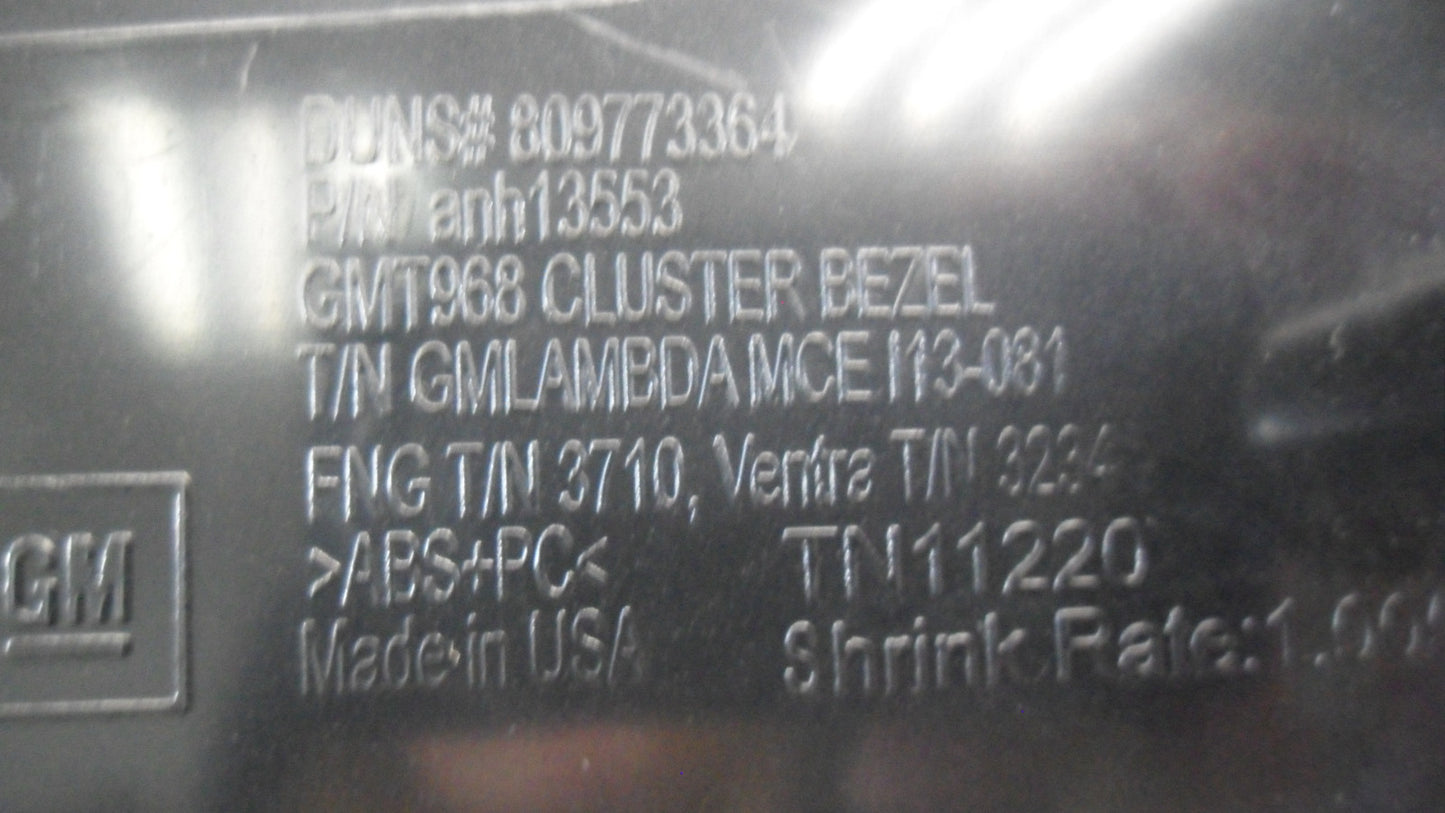 DUNS# 809773364
P/N anh13553
GMT968 CLUSTER BEZEL
T/N GMLAMBDA MCE I13-081
FNG T/N 3710, Ventra T/N 3234
>ABS+PC< TN11220
Made in USA Shrink Rate:
GM